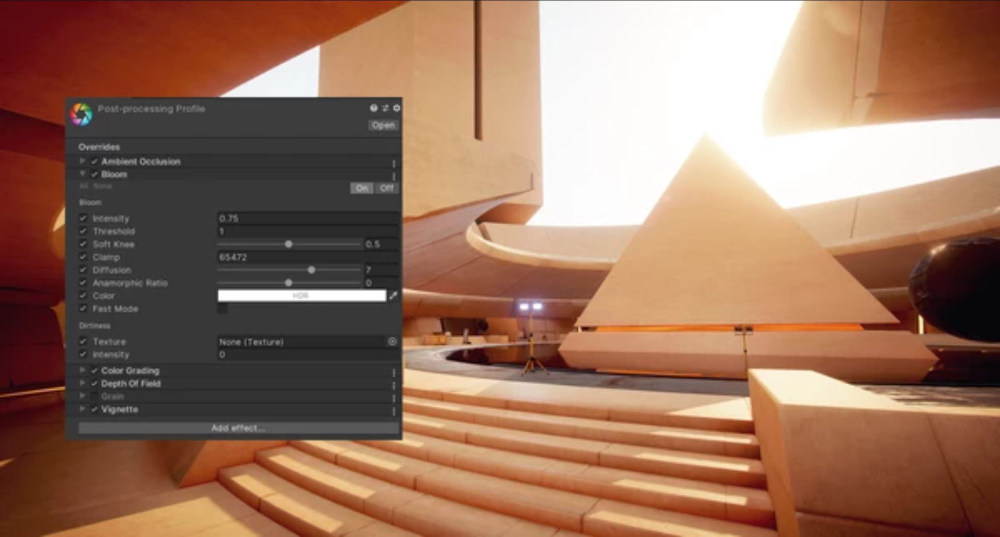 Post-processing Profile
Open
Overrides
Ambient Occlusion
Bloom
All None On Off
Bloom
Intensity 0.75
Threshold 1
Soft Knee 0.5
Clamp 65472
Diffusion 7
Anamorphic Ratio 0
Color HDR
Fast Mode
Dirtiness
Texture None (Texture)
Intensity 0
Color Grading
Depth Of Field
Grain
Vignette
Add effect...